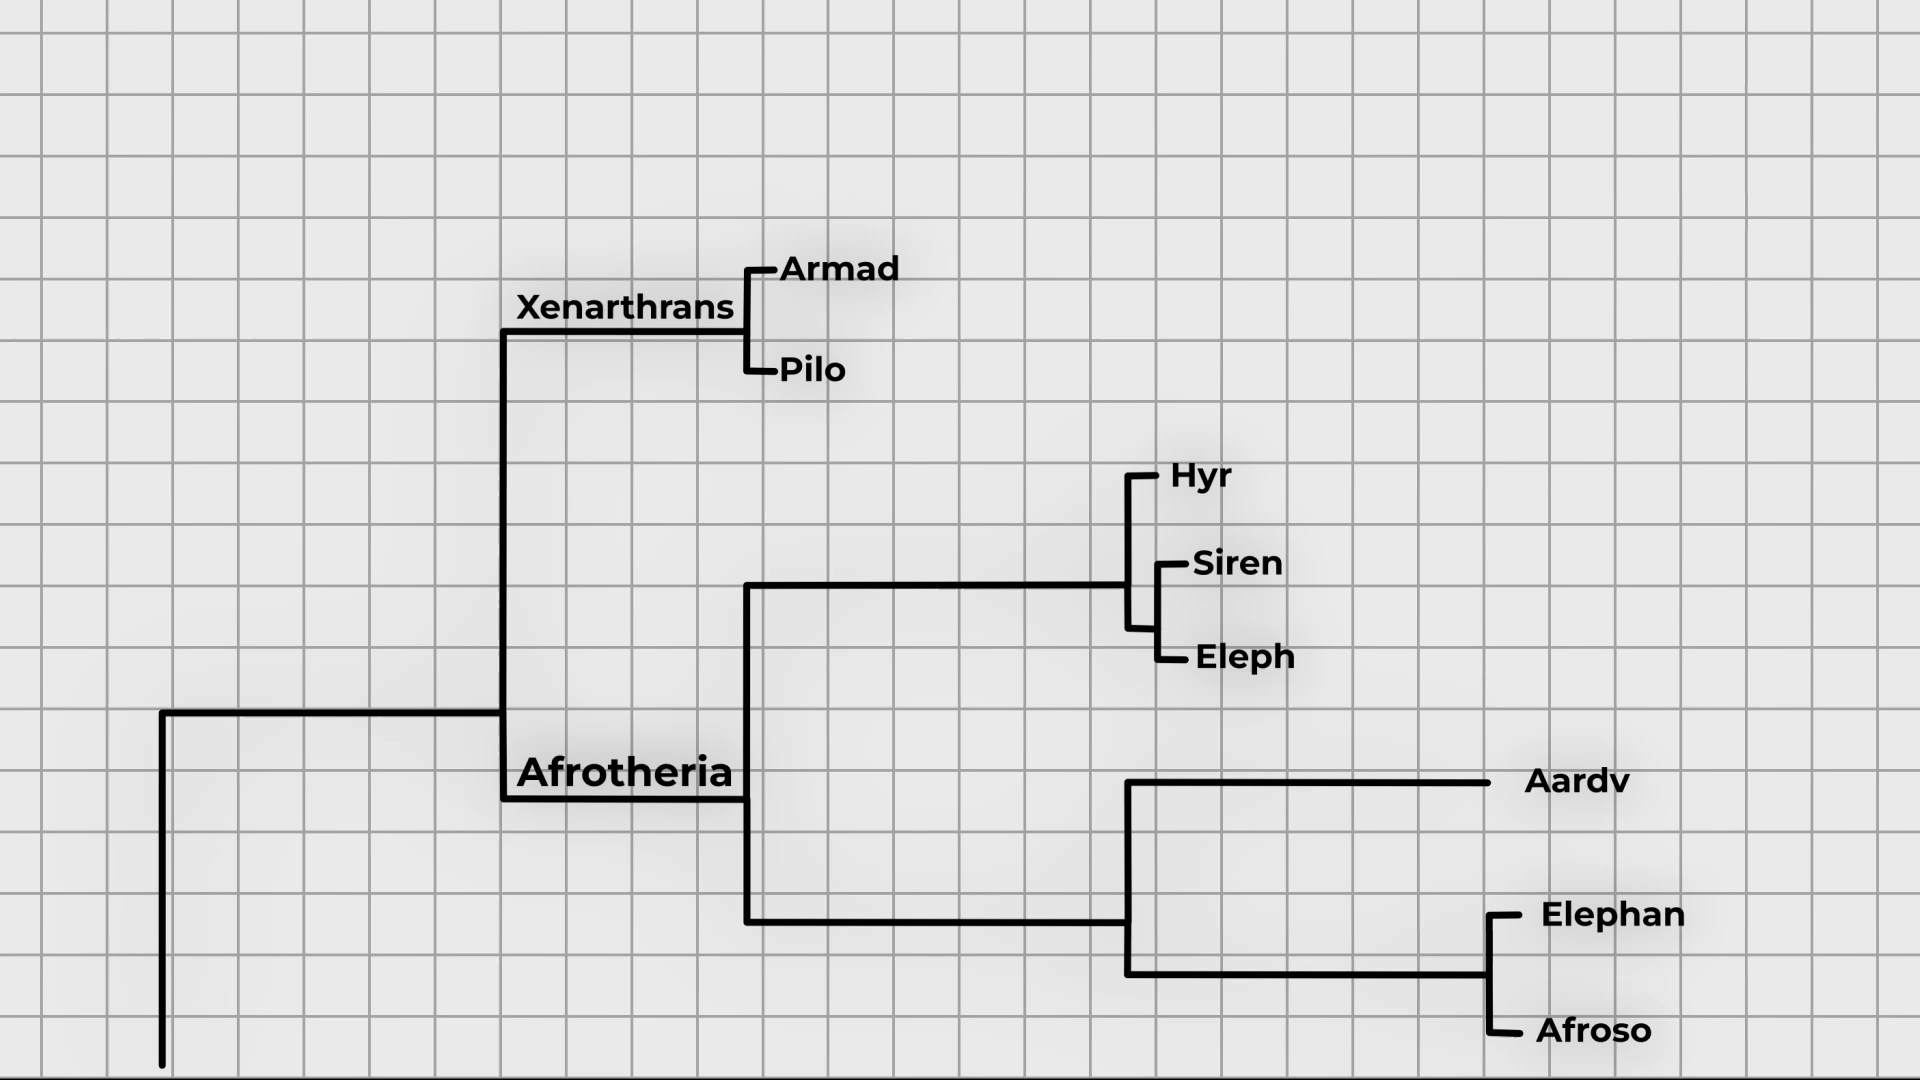 Armad
Xenarthrans
Pilo
Hyr
Siren
Eleph
Afrotheria
Aardv
Elephan
Afroso